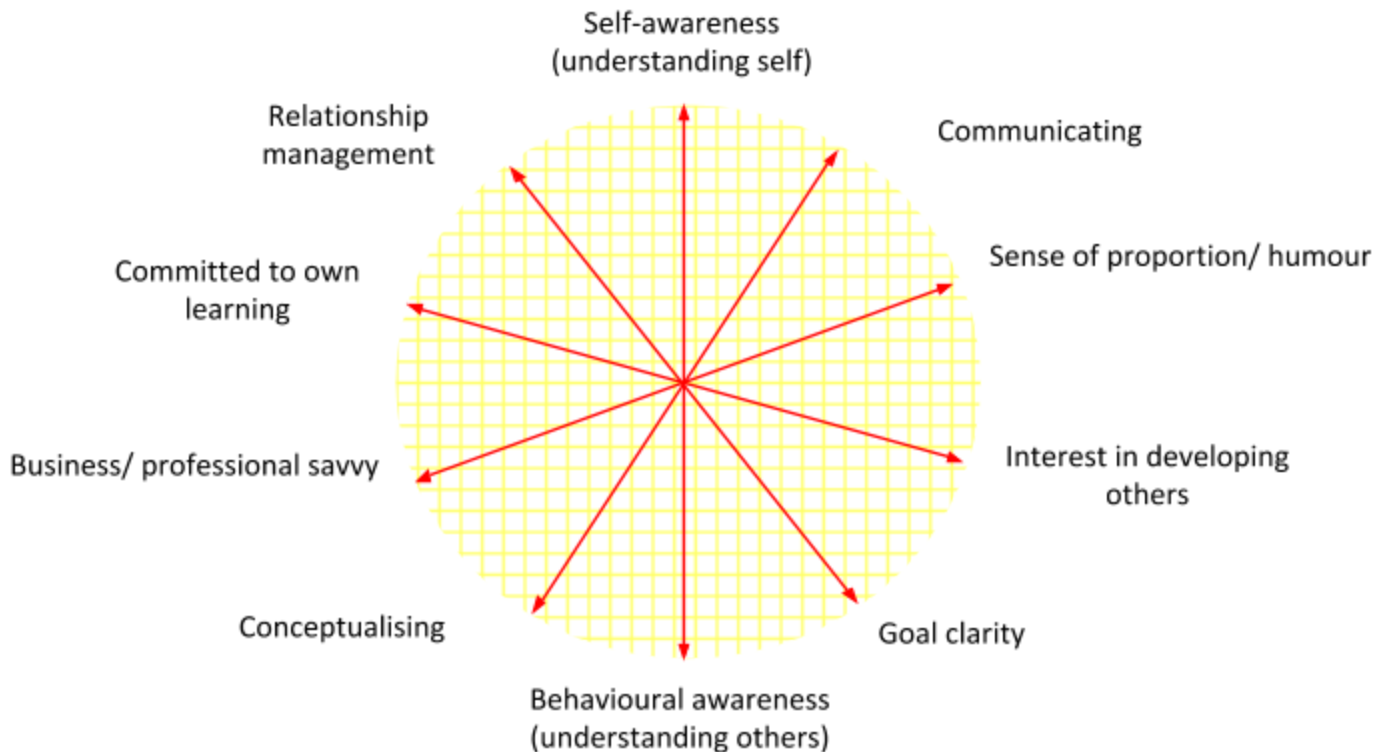 Self-awareness
(understanding self)
Relationship
management
Communicating
Sense of proportion/ humour
Committed to own
learning
Business/ professional savvy
Interest in developing
others
Conceptualising
Goal clarity
Behavioural awareness
(understanding others)